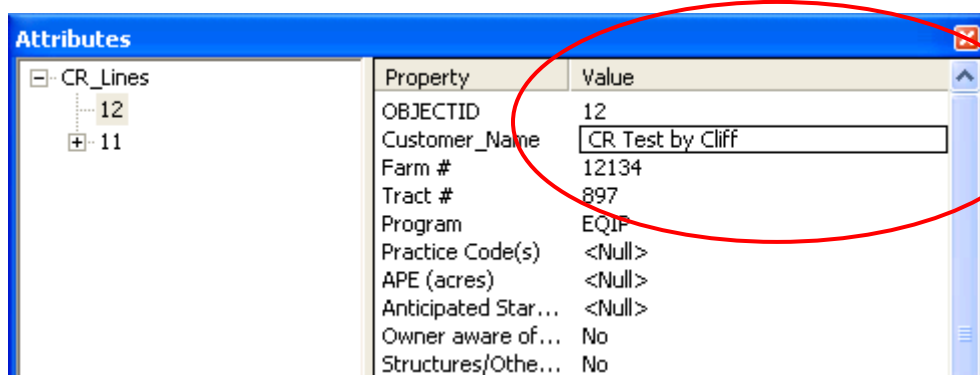 Attributes
CR_Lines
12
11
Property Value
OBJECTID 12
Customer_Name CR Test by Cliff
Farm # 12134
Tract # 897
Program EQIP
Practice Code(s) <Null>
APE (acres) <Null>
Anticipated Star... <Null>
Owner aware of... No
Structures/Othe... No